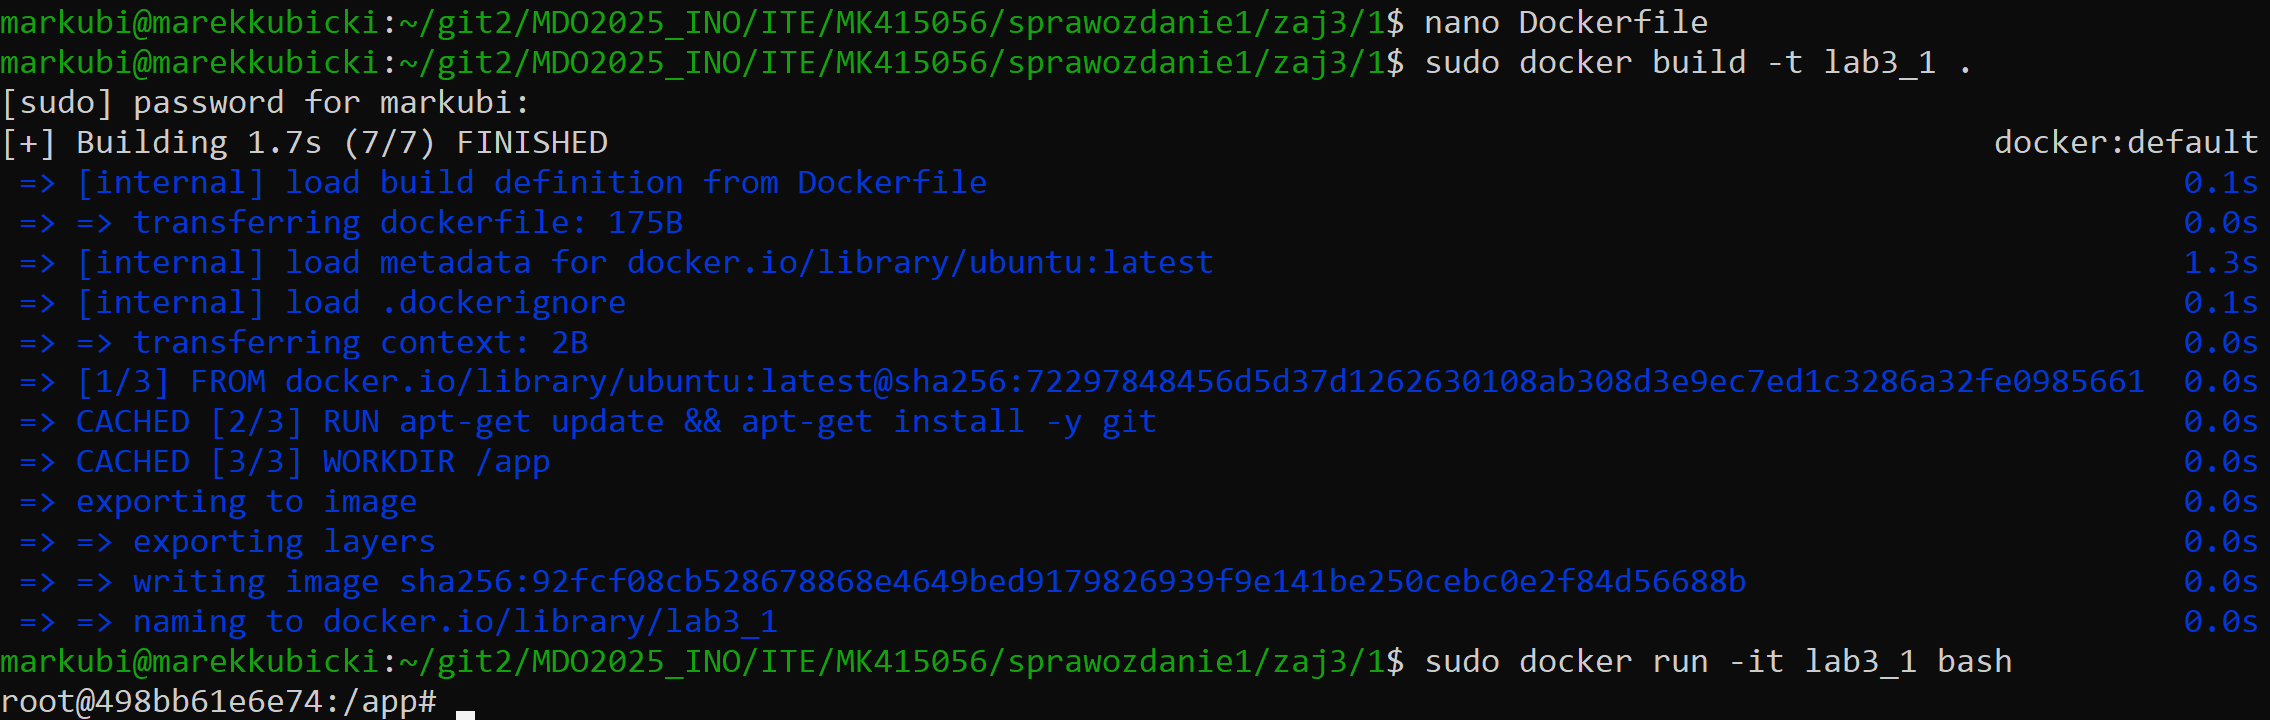 markubi@marekkubicki:~/git2/MDO2025_INO/ITE/MK415056/sprawozdanie1/zaj3/1$ nano Dockerfile
markubi@marekkubicki:~/git2/MDO2025_INO/ITE/MK415056/sprawozdanie1/zaj3/1$ sudo docker build -t lab3_1 .
[sudo] password for markubi:
[+] Building 1.7s (7/7) FINISHED docker:default
=> [internal] load build definition from Dockerfile 0.1s
=> => transferring dockerfile: 175B 0.0s
=> [internal] load metadata for docker.io/library/ubuntu:latest 1.3s
=> [internal] load .dockerignore 0.1s
=> => transferring context: 2B 0.0s
=> [1/3] FROM docker.io/library/ubuntu:latest@sha256:72297848456d5d37d1262630108ab308d3e9ec7ed1c3286a32fe0985661 0.0s
=> CACHED [2/3] RUN apt-get update && apt-get install -y git 0.0s
=> CACHED [3/3] WORKDIR /app 0.0s
=> exporting to image 0.0s
=> => exporting layers 0.0s
=> => writing image sha256:92fcf08cb528678868e4649bed9179826939f9e141be250cebc0e2f84d56688b 0.0s
=> => naming to docker.io/library/lab3_1 0.0s
markubi@marekkubicki:~/git2/MDO2025_INO/ITE/MK415056/sprawozdanie1/zaj3/1$ sudo docker run -it lab3_1 bash
root@498bb61e6e74:/app#